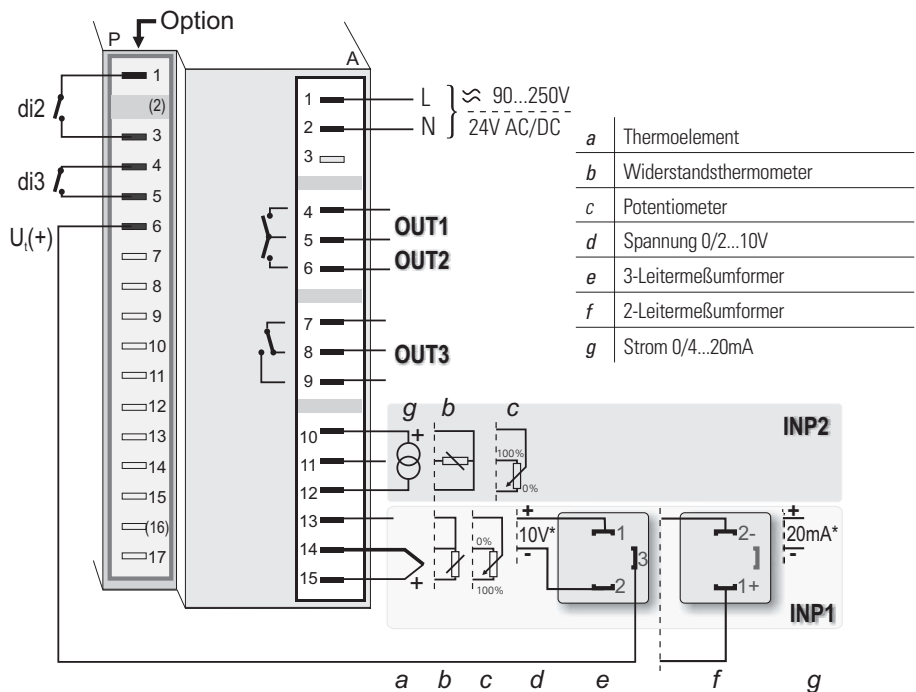 Option
P
A
1
(2)
3
4
5
6
7
8
9
10
11
12
13
14
15
(16)
17
di2
di3
Ut(+)
1
2
3
4
5
6
7
8
9
10
11
12
13
14
15
L
N
≂ 90...250V
24V AC/DC
OUT1
OUT2
OUT3
a Thermoelement
b Widerstandsthermometer
c Potentiometer
d Spannung 0/2...10V
e 3-Leitermeßumformer
f 2-Leitermeßumformer
g Strom 0/4...20mA
g b c
INP2
+
100%
0%
+
0%
100%
+
10V*
-
1
3
2
2-
1+
+
20mA*
-
INP1
a b c d e f g